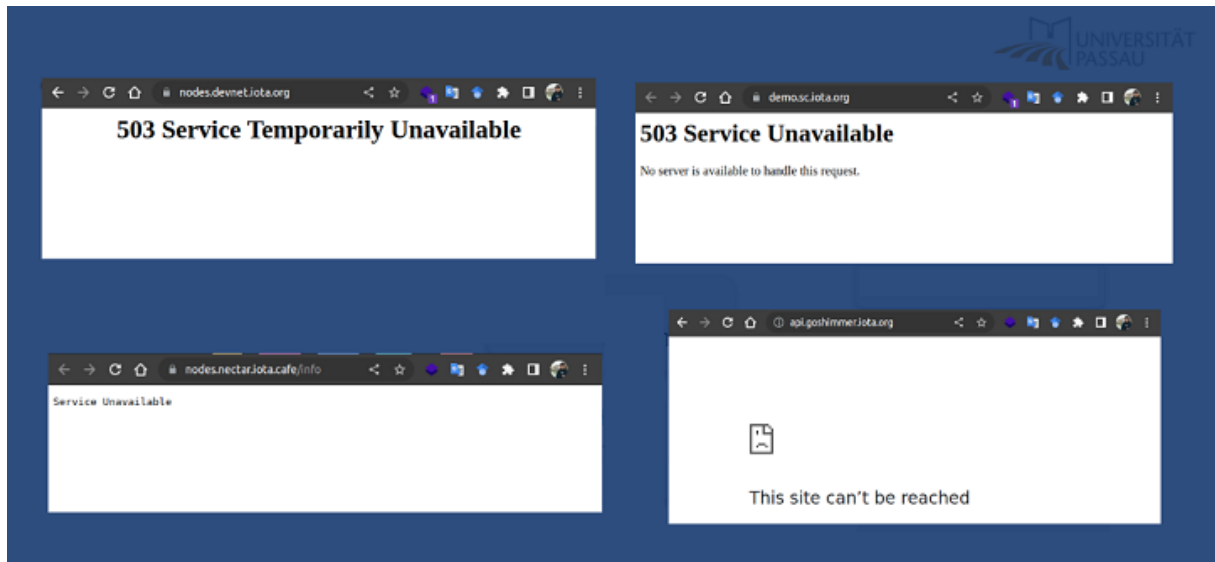 UNIVERSITÄT
PASSAU
nodes.devnet.iota.org
503 Service Temporarily Unavailable
demo.sc.iota.org
503 Service Unavailable
No server is available to handle this request.
nodes.nectar.iota.cafe/info
Service Unavailable
api.goshimmer.iota.org
This site can't be reached